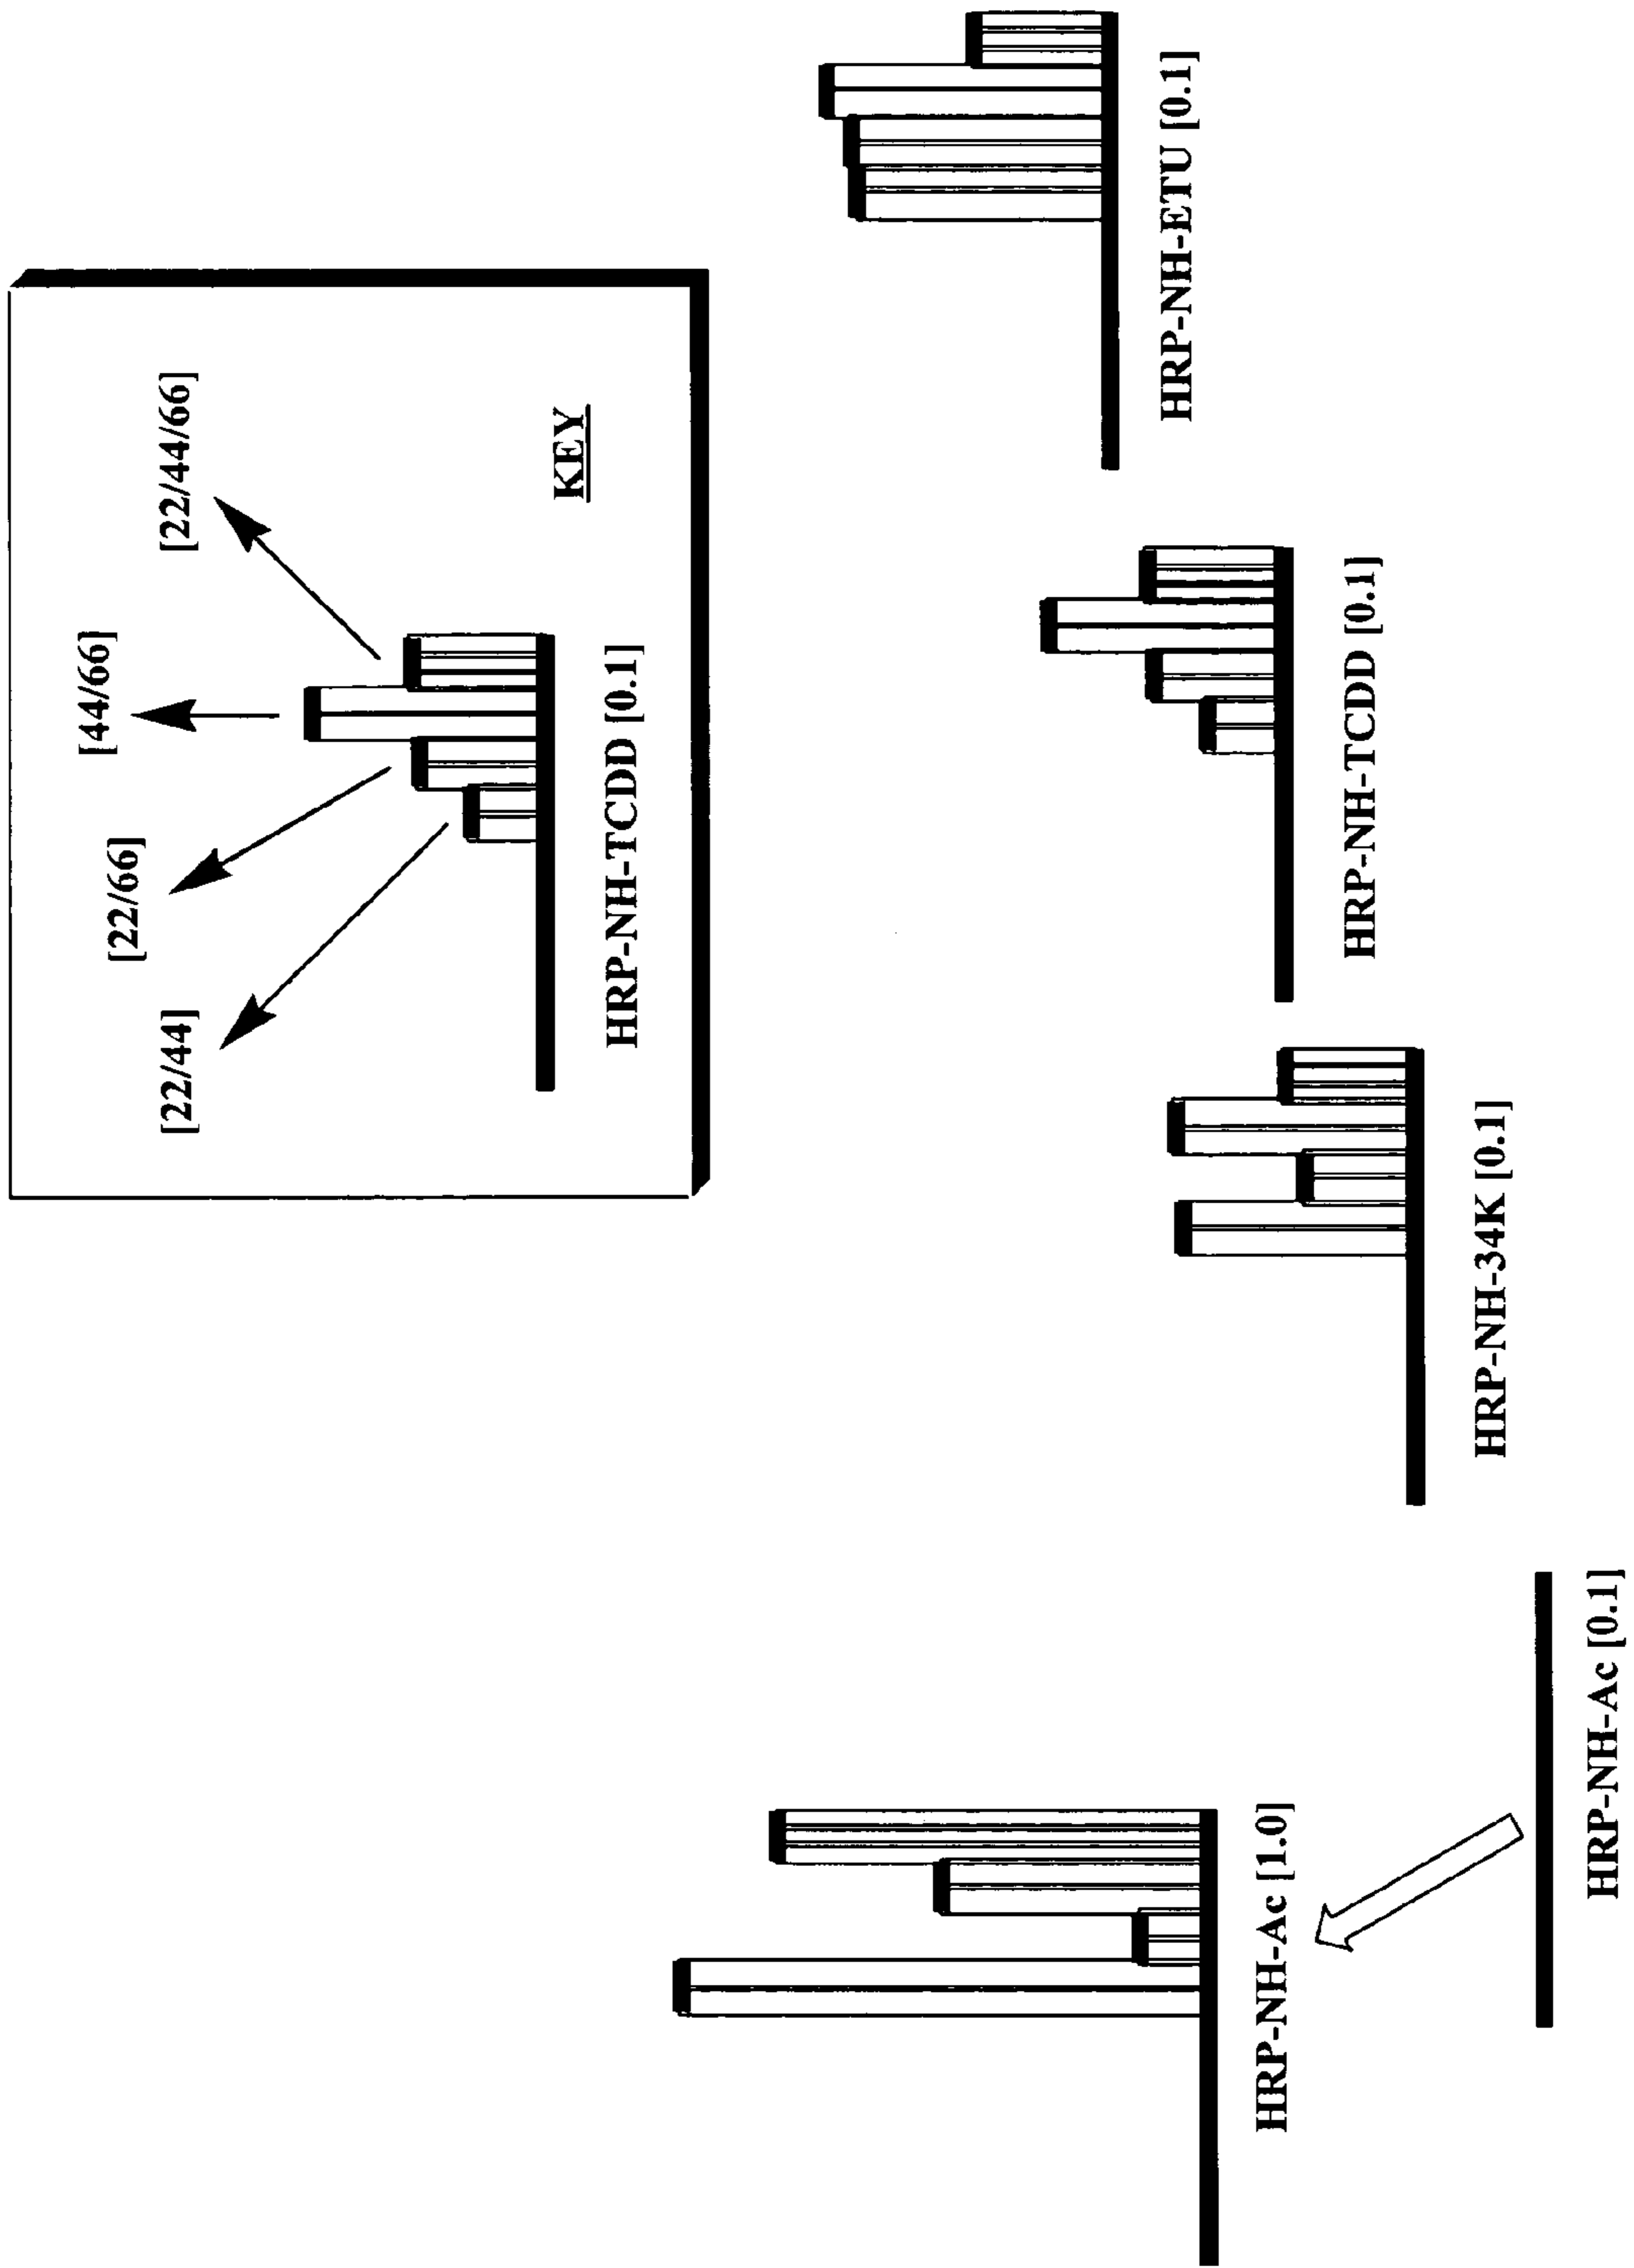 [22/44]
[22/66]
[44/66]
[22/44/66]
HRP-NH-TCDD [0.1]
KEY
HRP-NH-Ac [1.0]
HRP-NH-Ac [0.1]
HRP-NH-34K [0.1]
HRP-NH-TCDD [0.1]
HRP-NH-ETU [0.1]